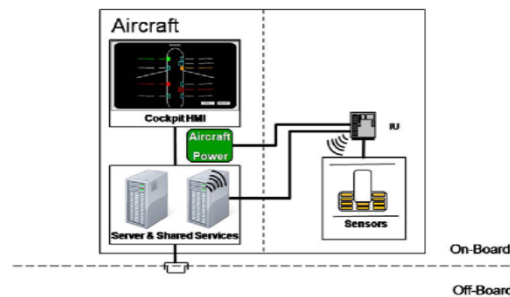 Aircraft
Cockpit HMI
Aircraft
Power
IU
Server & Shared Services
Sensors
On-Board
Off-Board